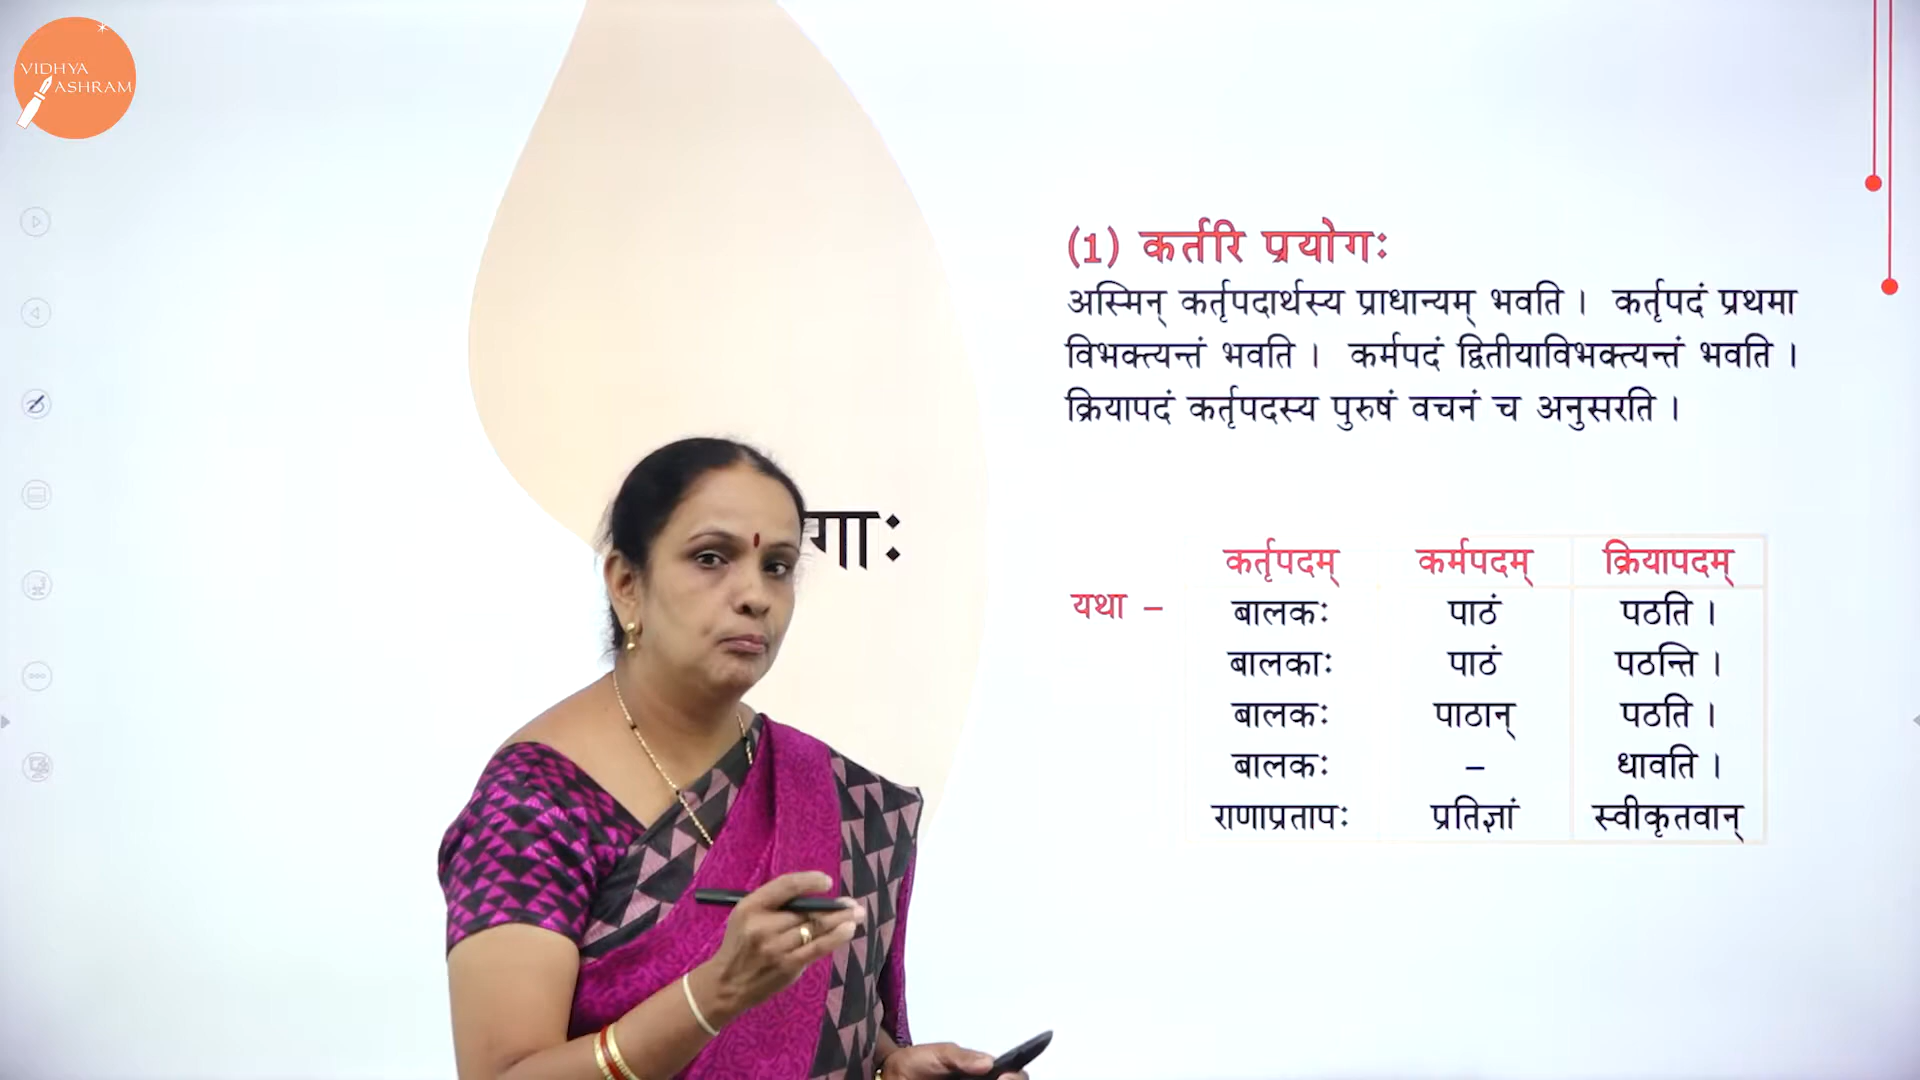 VIDHYA
ASHRAM
(1) कर्तरि प्रयोगः
अस्मिन् कर्तृपदार्थस्य प्राधान्यम् भवति । कर्तृपदं प्रथमा
विभक्त्यन्तं भवति । कर्मपदं द्वितीयाविभक्त्यन्तं भवति ।
क्रियापदं कर्तृपदस्य पुरुषं वचनं च अनुसरति ।
कर्तृपदम् कर्मपदम् क्रियापदम्
यथा – बालकः पाठं पठति ।
बालकाः पाठं पठन्ति ।
बालकः पाठान् पठति ।
बालकः – धावति ।
राणाप्रतापः प्रतिज्ञां स्वीकृतवान्